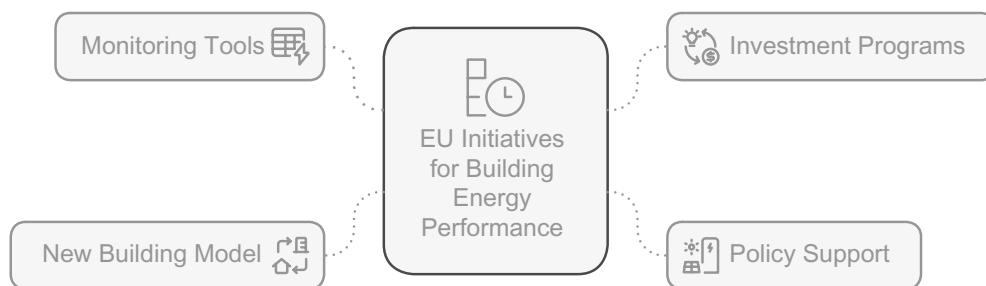 Monitoring Tools
Investment Programs
EU Initiatives
for Building
Energy
Performance
New Building Model
Policy Support